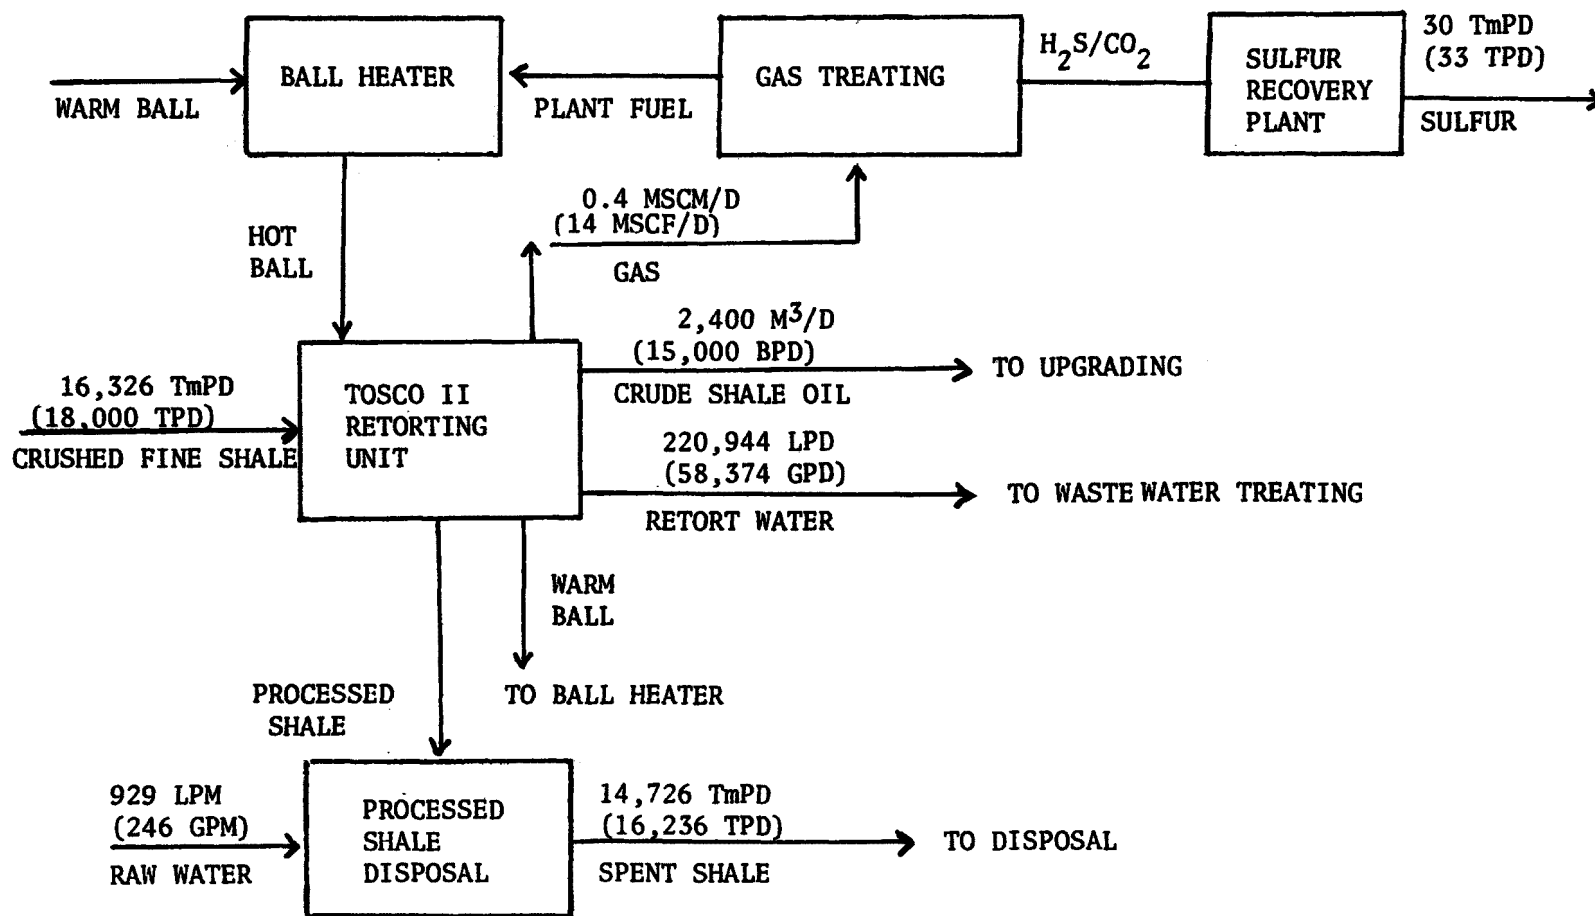 BALL HEATER
WARM BALL
PLANT FUEL
GAS TREATING
H₂S/CO₂
SULFUR
RECOVERY
PLANT
30 TmPD
(33 TPD)
SULFUR
HOT
BALL
0.4 MSCM/D
(14 MSCF/D)
GAS
2,400 M³/D
(15,000 BPD)
CRUDE SHALE OIL
TO UPGRADING
16,326 TmPD
(18,000 TPD)
CRUSHED FINE SHALE
TOSCO II
RETORTING
UNIT
220,944 LPD
(58,374 GPD)
RETORT WATER
TO WASTE WATER TREATING
WARM
BALL
TO BALL HEATER
PROCESSED
SHALE
929 LPM
(246 GPM)
RAW WATER
PROCESSED
SHALE
DISPOSAL
14,726 TmPD
(16,236 TPD)
SPENT SHALE
TO DISPOSAL